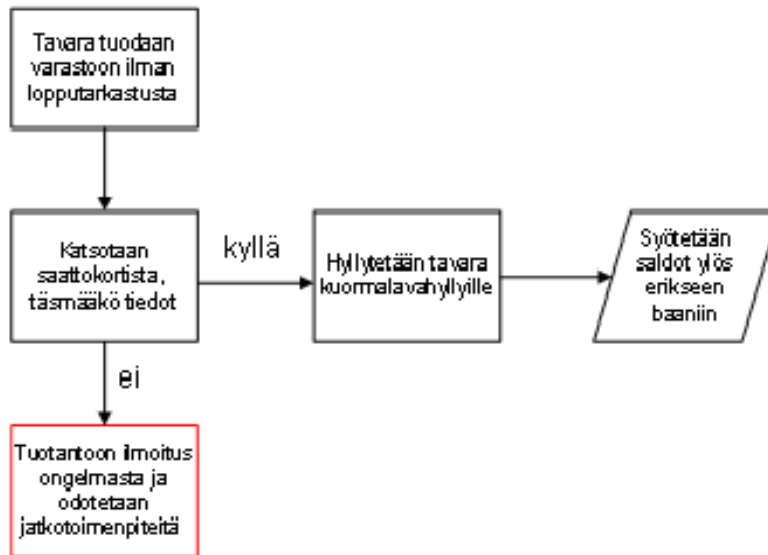 Tavara tuodaan
varastoon ilman
lopputarkastusta
Katsotaan
saattokortista,
täsmääkö tiedot
kyllä
Hyllytetään tavara
kuormalavahyllyille
Syötetään
saldot ylös
erikseen
baaniin
ei
Tuotantoon ilmoitus
ongelmasta ja
odotetaan
jatkotoimenpiteitä